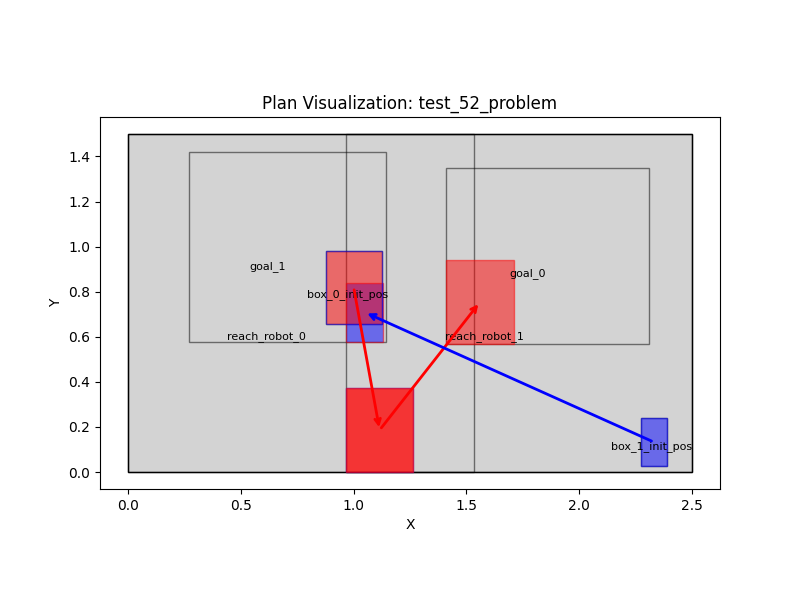 Plan Visualization: test_52_problem
Y
1.4
1.2
1.0
0.8
0.6
0.4
0.2
0.0
goal_1
goal_0
box_0_init_pos
reach_robot_0
reach_robot_1
box_1_init_pos
0.0 0.5 1.0 1.5 2.0 2.5
X